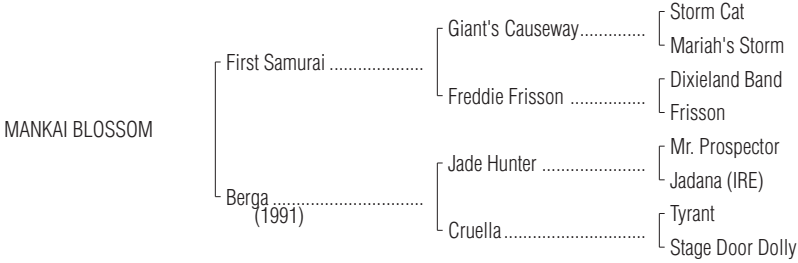 Storm Cat
Giant's Causeway..............
Mariah's Storm
First Samurai ....................
Dixieland Band
Freddie Frisson ................
Frisson
MANKAI BLOSSOM
Mr. Prospector
Jade Hunter ......................
Jadana (IRE)
Berga ................................
(1991)
Tyrant
Cruella..............................
Stage Door Dolly